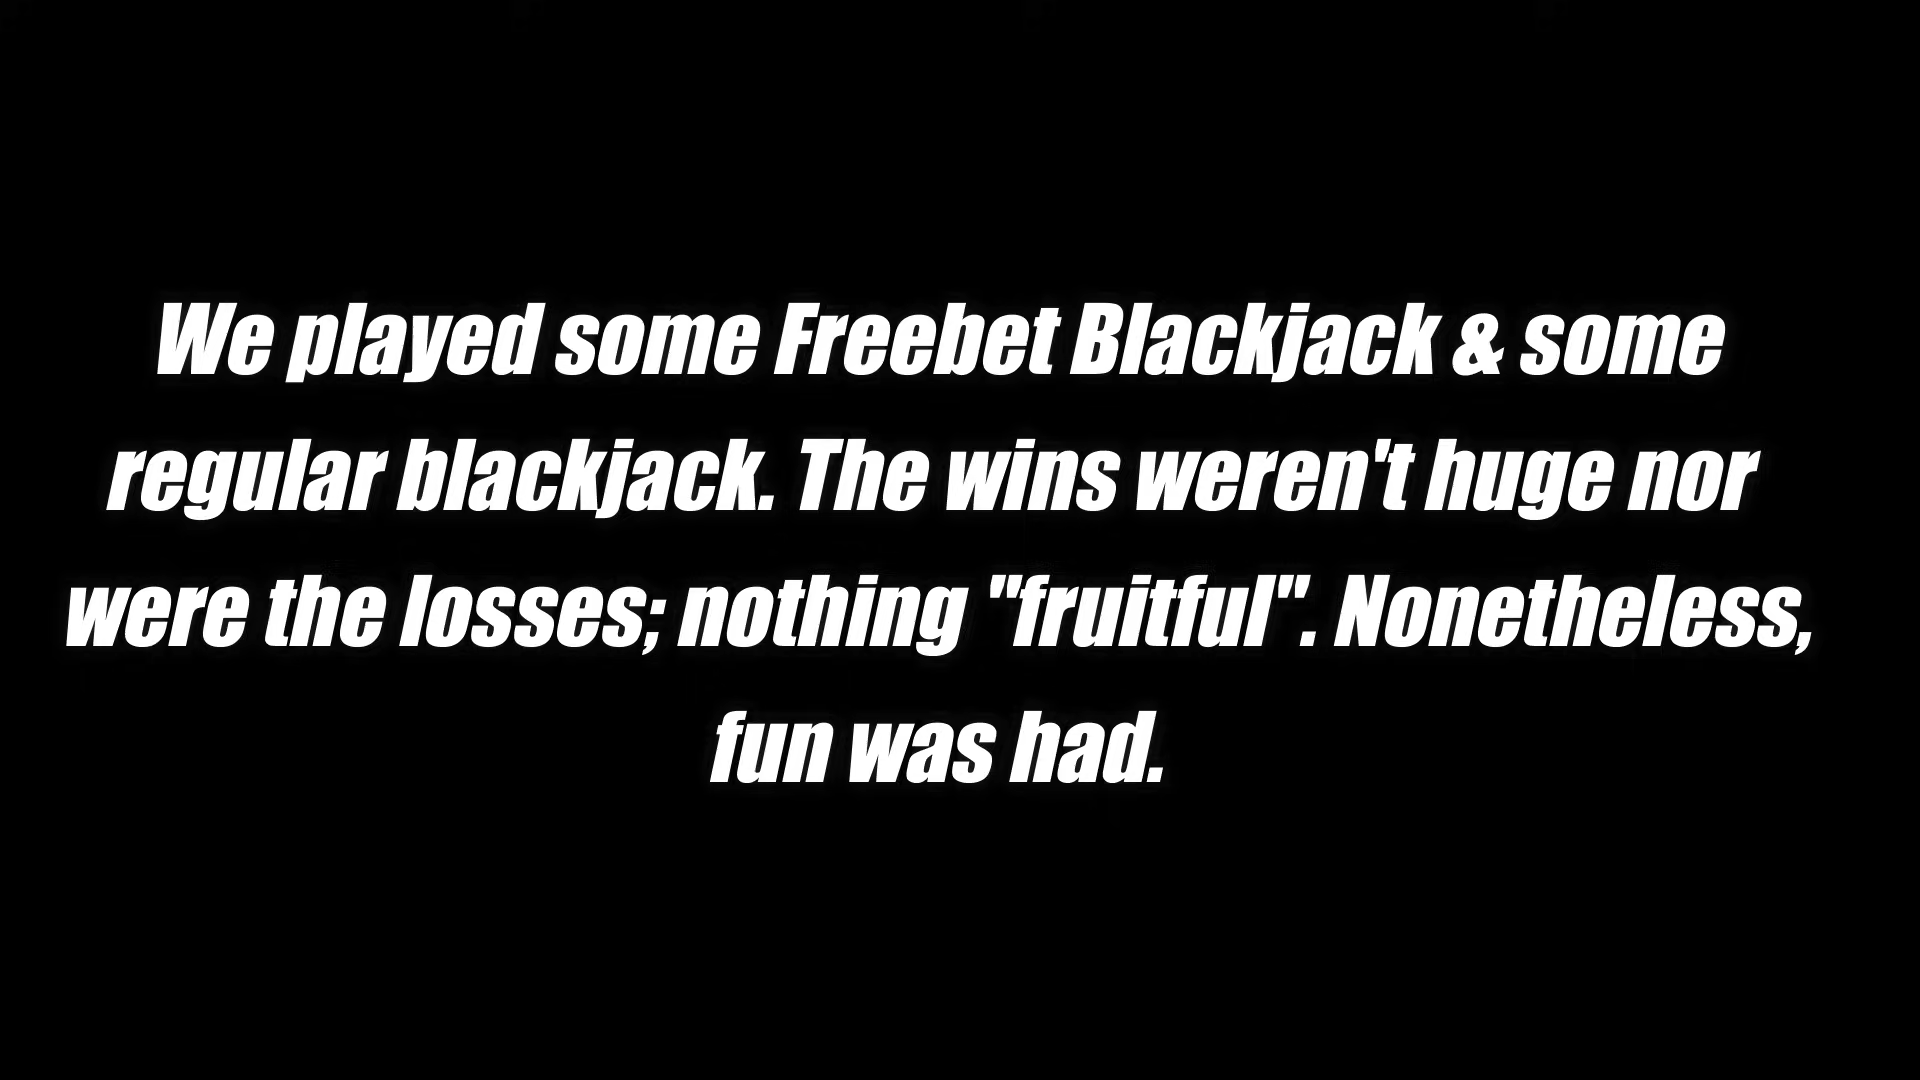 We played some Freebet Blackjack & some
regular blackjack. The wins weren't huge nor
were the losses; nothing "fruitful". Nonetheless,
fun was had.